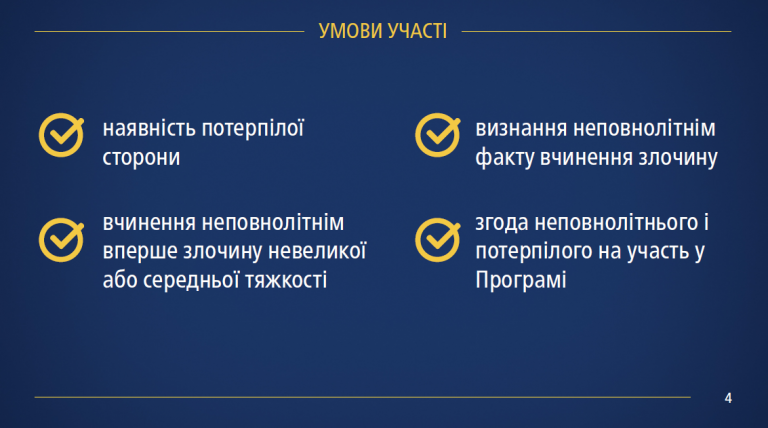 УМОВИ УЧАСТІ
наявність потерпілої
сторони
визнання неповнолітнім
факту вчинення злочину
вчинення неповнолітнім
вперше злочину невеликої
або середньої тяжкості
згода неповнолітнього і
потерпілого на участь у
Програмі
4